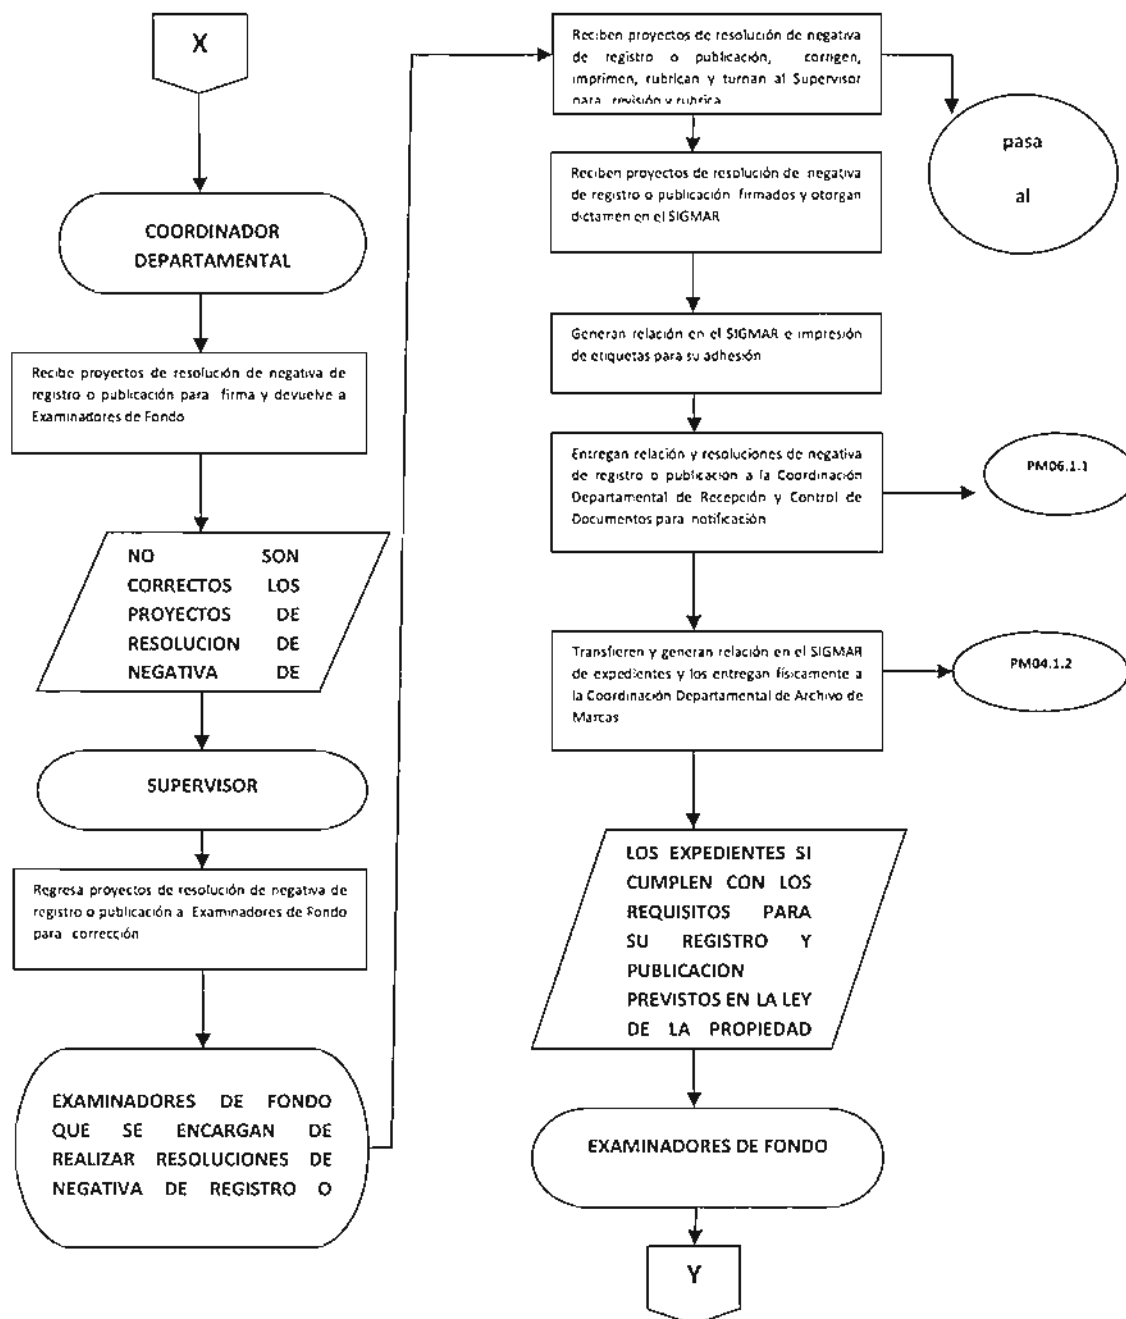 X
COORDINADOR
DEPARTAMENTAL
Recibe proyectos de resolución de negativa de
registro o publicación para firma y devuelve a
Examinadores de Fondo
NO SON
CORRECTOS LOS
PROYECTOS DE
RESOLUCION DE
NEGATIVA DE
SUPERVISOR
Regresa proyectos de resolución de negativa de
registro o publicación a Examinadores de Fondo
para corrección
EXAMINADORES DE FONDO
QUE SE ENCARGAN DE
REALIZAR RESOLUCIONES DE
NEGATIVA DE REGISTRO O
Reciben proyectos de resolución de negativa
de registro o publicación, corrigen,
imprimen, rubrican y turnan al Supervisor
para revisión y rubrica
pasa
al
Reciben proyectos de resolución de negativa
de registro o publicación firmados y otorgan
dictamen en el SIGMAR
Generan relación en el SIGMAR e impresión
de etiquetas para su adhesión
Entregan relación y resoluciones de negativa
de registro o publicación a la Coordinación
Departamental de Recepción y Control de
Documentos para notificación
PM06.1.1
Transfieren y generan relación en el SIGMAR
de expedientes y los entregan físicamente a
la Coordinación Departamental de Archivo de
Marcas
PM04.1.2
LOS EXPEDIENTES SI
CUMPLEN CON LOS
REQUISITOS PARA
SU REGISTRO Y
PUBLICACION
PREVISTOS EN LA LEY
DE LA PROPIEDAD
EXAMINADORES DE FONDO
Y